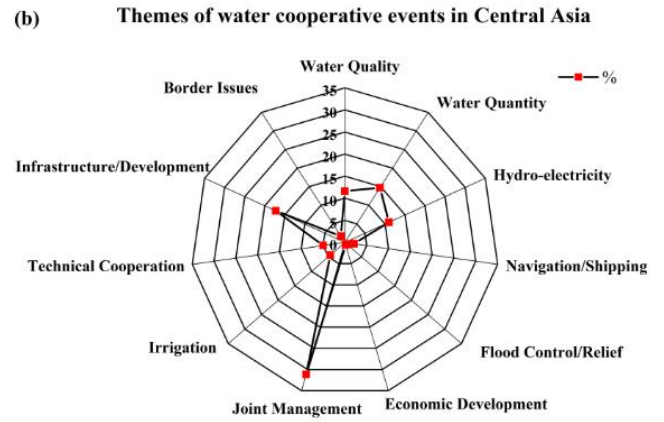 (b) Themes of water cooperative events in Central Asia
Water Quality
Border Issues
% 
Water Quantity
Infrastructure/Development
Hydro-electricity
Technical Cooperation
Navigation/Shipping
Irrigation
Flood Control/Relief
Joint Management
Economic Development
35
30
25
20
15
10
5
0